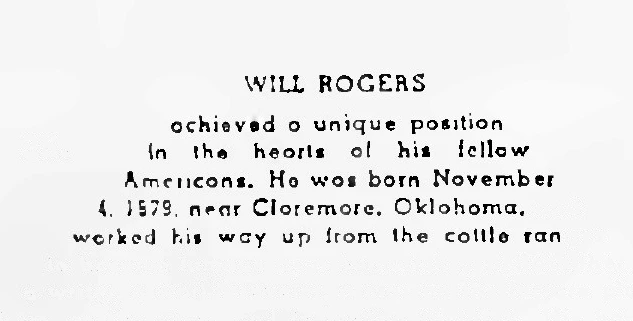 WILL ROGERS
achieved a unique position
in the hearts of his fellow
Americans. He was born November
4, 1879, near Claremore, Oklahoma,
worked his way up from the cattle ran